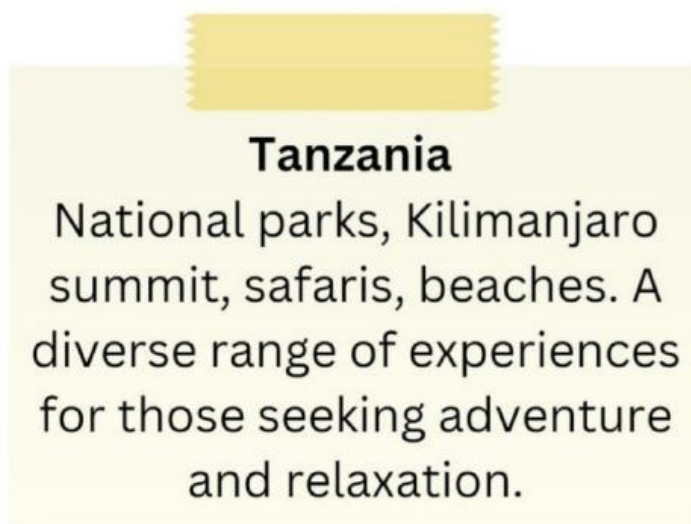 Tanzania
National parks, Kilimanjaro
summit, safaris, beaches. A
diverse range of experiences
for those seeking adventure
and relaxation.